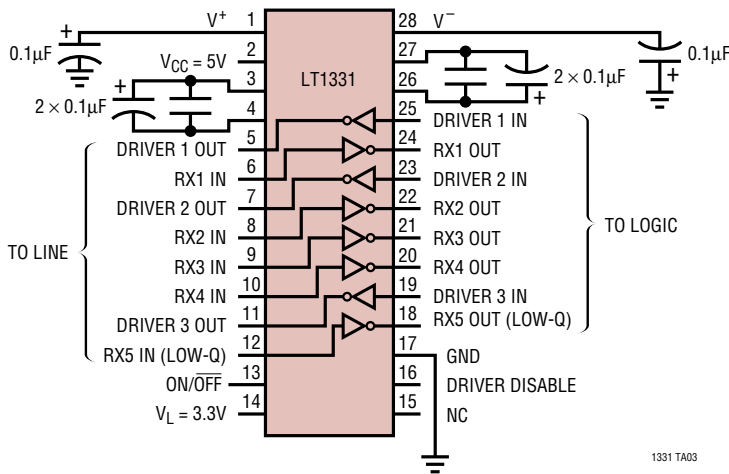 V+ 1 28 V−
0.1µF
VCC = 5V 2
3
2 × 0.1µF
4
DRIVER 1 OUT 5
RX1 IN 6
DRIVER 2 OUT 7
RX2 IN 8
RX3 IN 9
RX4 IN 10
DRIVER 3 OUT 11
RX5 IN (LOW-Q) 12
ON/OFF 13
VL = 3.3V 14
TO LINE
LT1331
0.1µF
27
26
2 × 0.1µF
25 DRIVER 1 IN
24 RX1 OUT
23 DRIVER 2 IN
22 RX2 OUT
21 RX3 OUT
20 RX4 OUT
19 DRIVER 3 IN
18 RX5 OUT (LOW-Q)
17 GND
16 DRIVER DISABLE
15 NC
TO LOGIC
+
+
+
+
1331 TA03